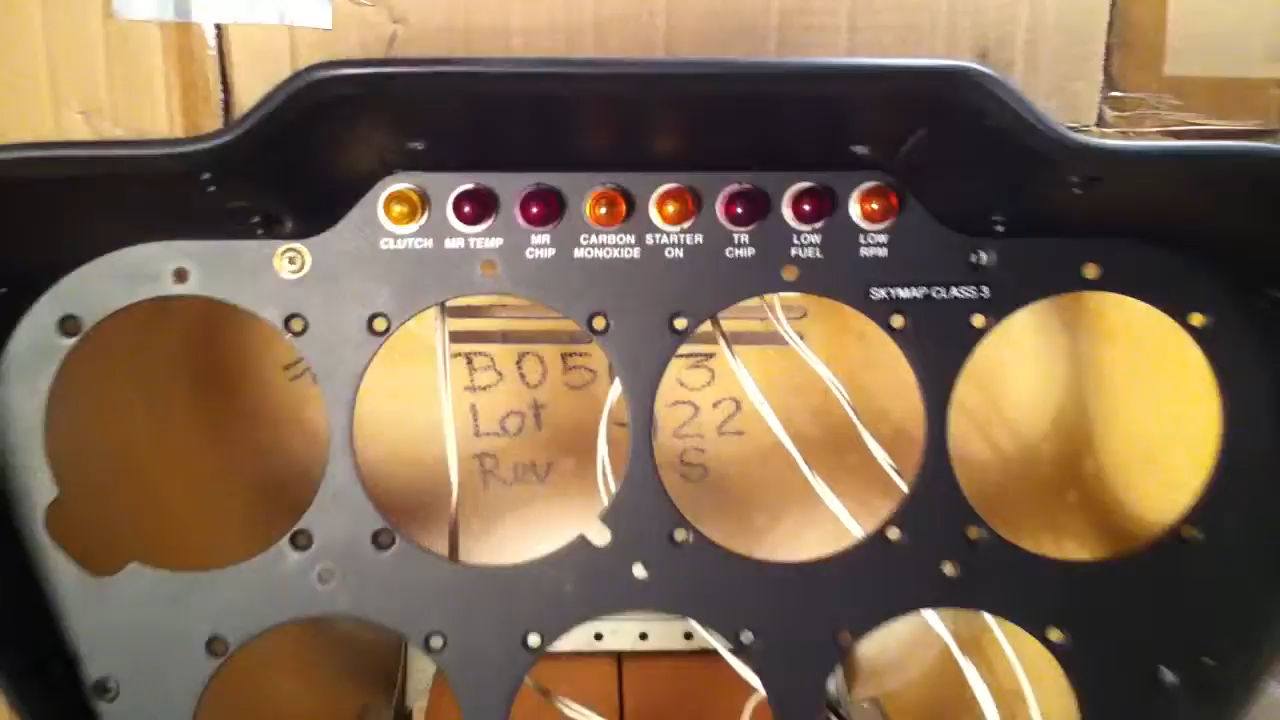 CLUTCH
MR TEMP
MR
CHIP
CARBON
MONOXIDE
STARTER
ON
TR
CHIP
LOW
FUEL
LOW
RPM
SKYMAP CLASS 3
B05 3
Lot 22
Rev S